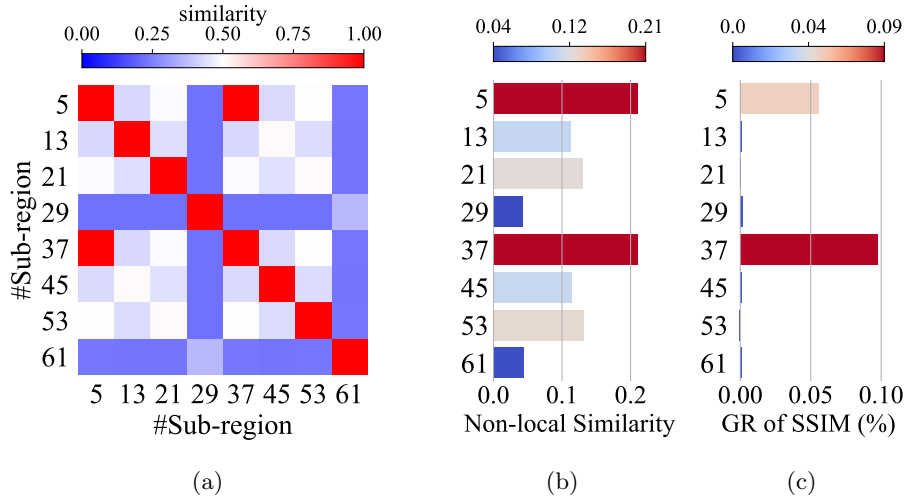 similarity
0.00 0.25 0.50 0.75 1.00
#Sub-region
5
13
21
29
37
45
53
61
5 13 21 29 37 45 53 61
#Sub-region
(a)
0.04 0.12 0.21
5
13
21
29
37
45
53
61
0.0 0.1 0.2
Non-local Similarity
(b)
0.0 0.04 0.09
5
13
21
29
37
45
53
61
0.00 0.05 0.10
GR of SSIM (%)
(c)